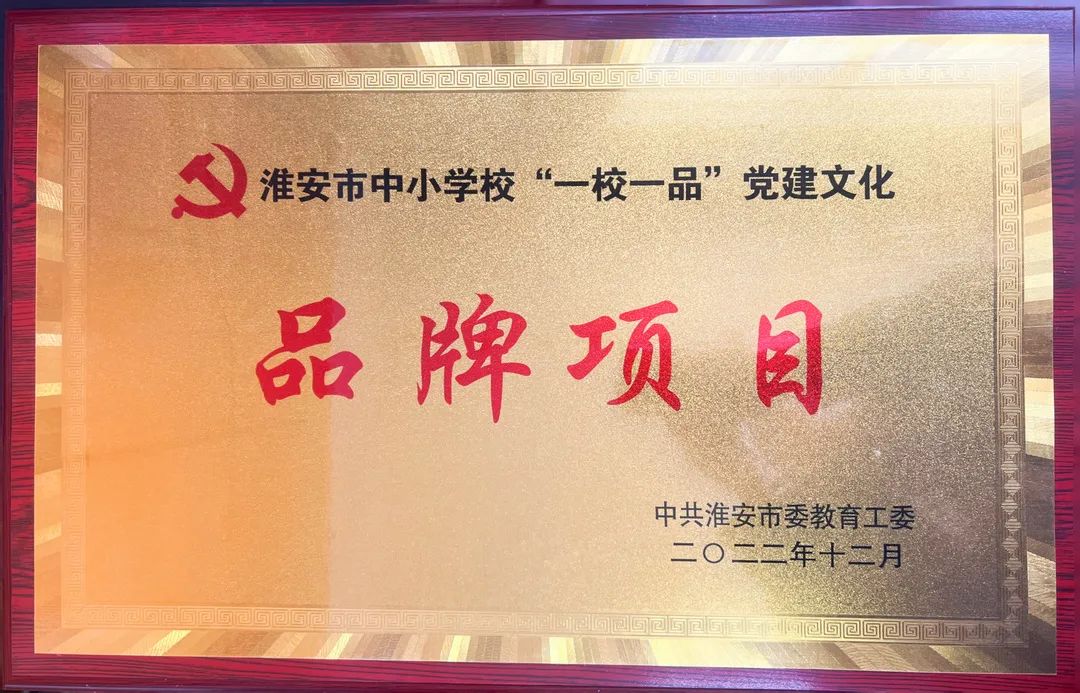 淮安市中小学校“一校一品”党建文化
品牌项目
中共淮安市委教育工委
二〇二二年十二月